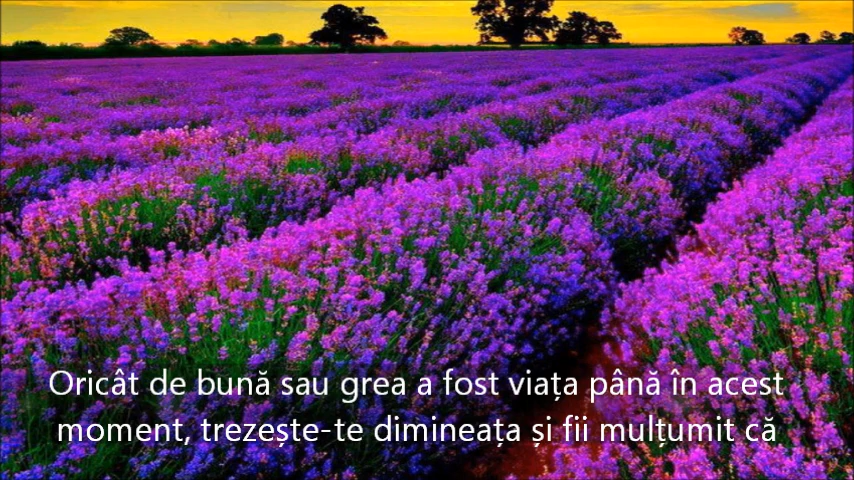 Oricât de bună sau grea a fost viața până în acest
moment, trezește-te dimineața și fii mulțumit că